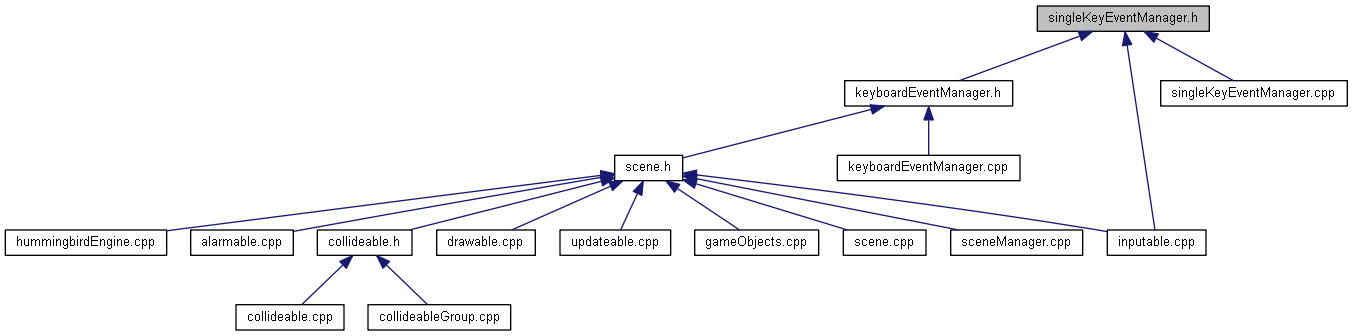 singleKeyEventManager.h
keyboardEventManager.h
singleKeyEventManager.cpp
scene.h
keyboardEventManager.cpp
hummingbirdEngine.cpp
alarmable.cpp
collideable.h
drawable.cpp
updateable.cpp
gameObjects.cpp
scene.cpp
sceneManager.cpp
inputable.cpp
collideable.cpp
collideableGroup.cpp